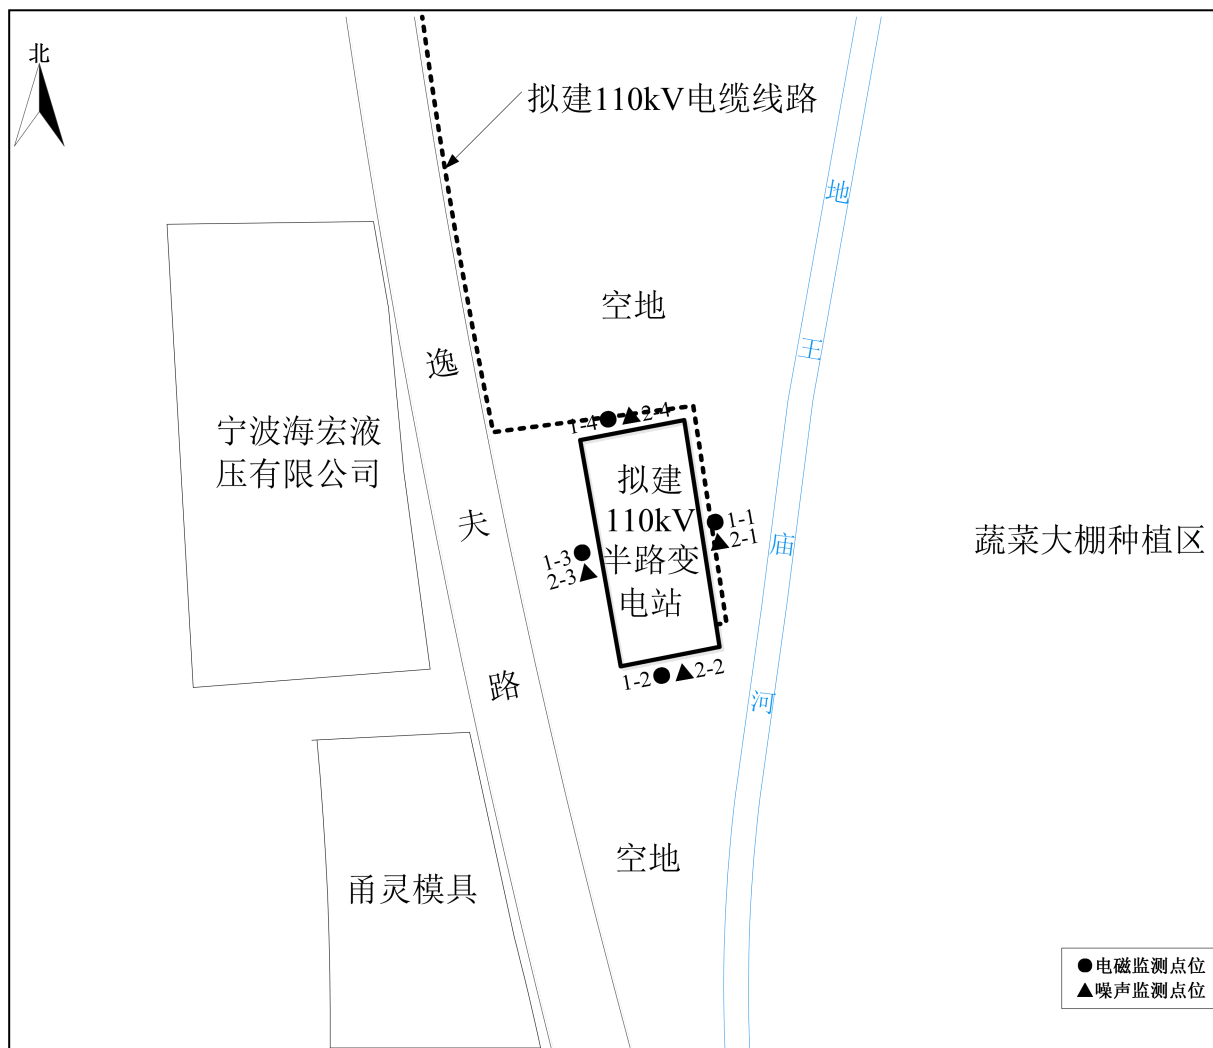 北
拟建110kV电缆线路
地
空地
王
逸
宁波海宏液
压有限公司
1-4
2-4
拟建
110kV
半路变
电站
夫
1-1
2-1
庙
蔬菜大棚种植区
1-3
2-3
路
1-2
2-2
河
空地
甬灵模具
电磁监测点位
噪声监测点位